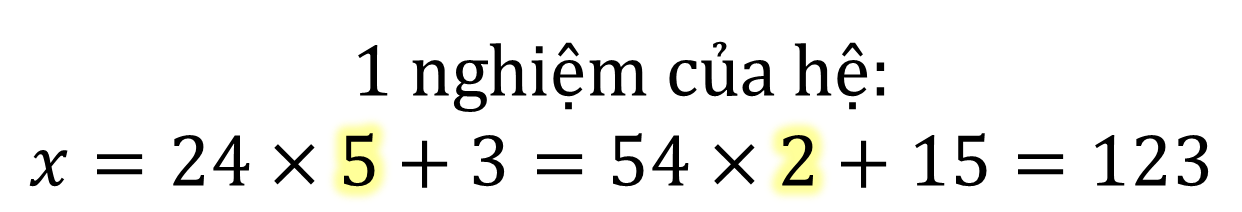 1 nghiệm của hệ:
x = 24 × 5 + 3 = 54 × 2 + 15 = 123